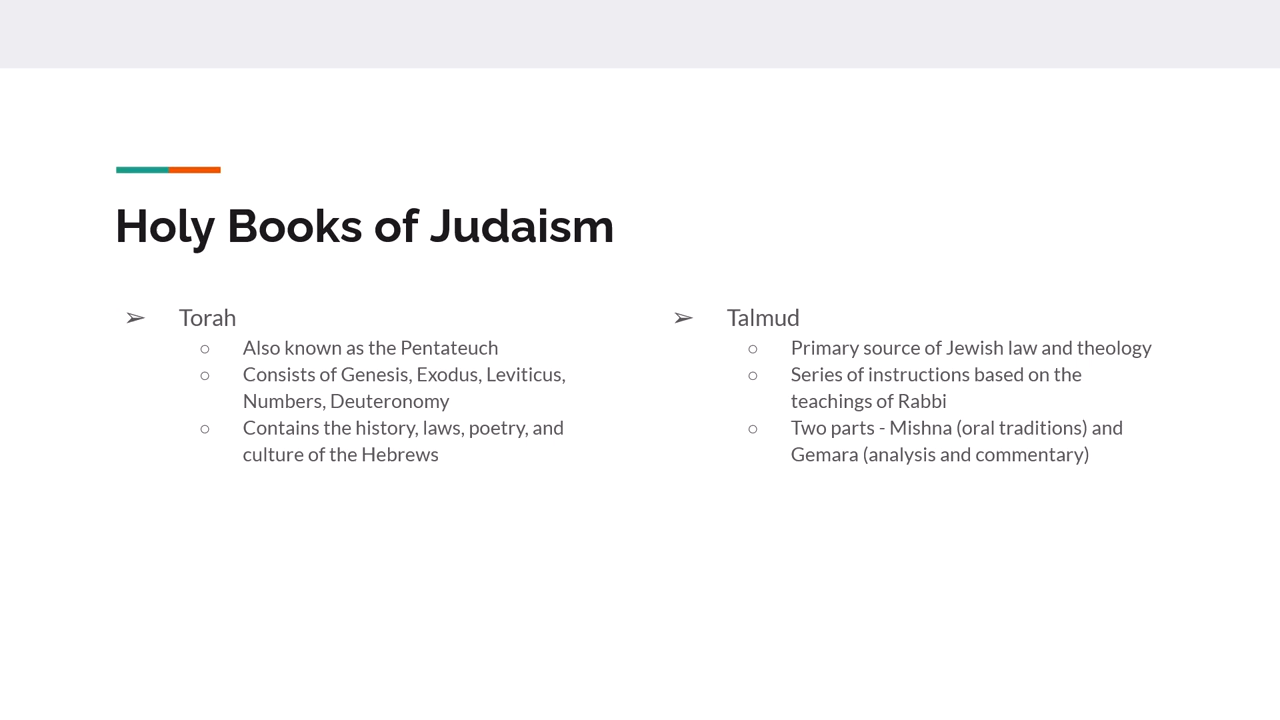 Holy Books of Judaism
➢ Torah
○ Also known as the Pentateuch
○ Consists of Genesis, Exodus, Leviticus,
Numbers, Deuteronomy
○ Contains the history, laws, poetry, and
culture of the Hebrews
➢ Talmud
○ Primary source of Jewish law and theology
○ Series of instructions based on the
teachings of Rabbi
○ Two parts - Mishna (oral traditions) and
Gemara (analysis and commentary)